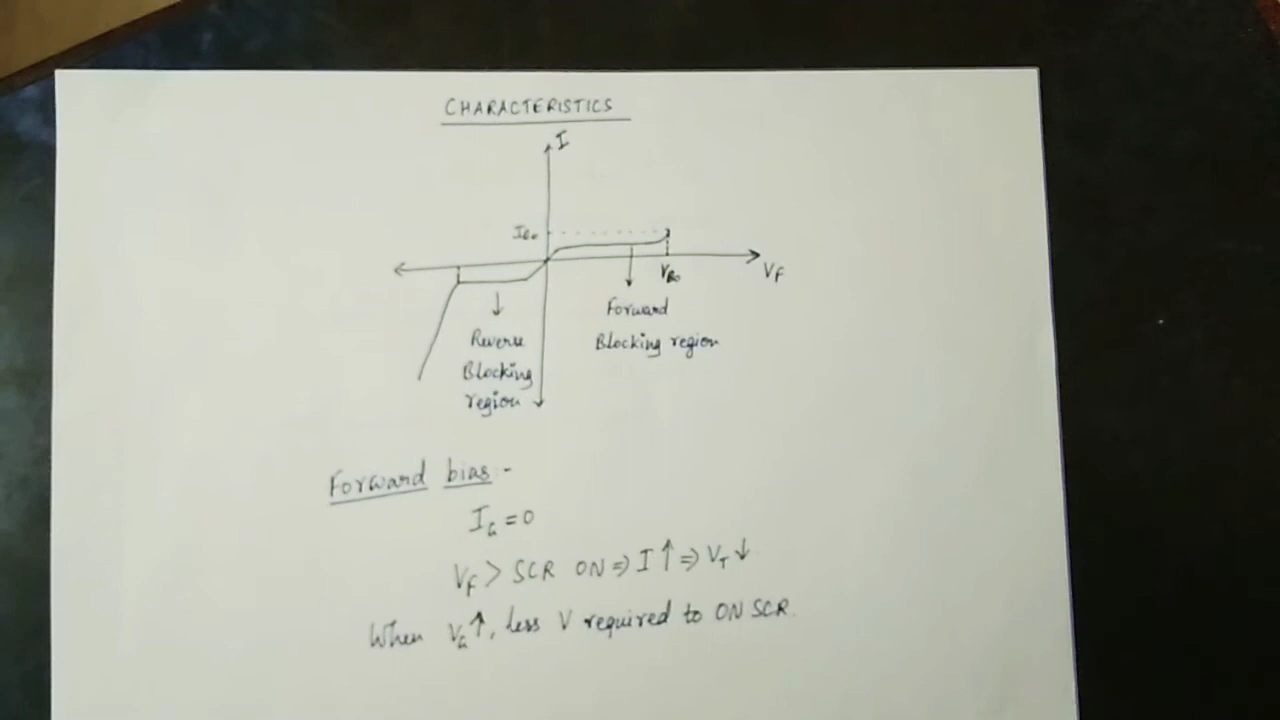 CHARACTERISTICS
I
IBo
VBo
VF
Forward
Blocking region
Reverse
Blocking
region
Forward bias :-
IG = 0
VF > SCR ON ⇒ I ↑ ⇒ VT ↓
When VG ↑, less V required to ON SCR.